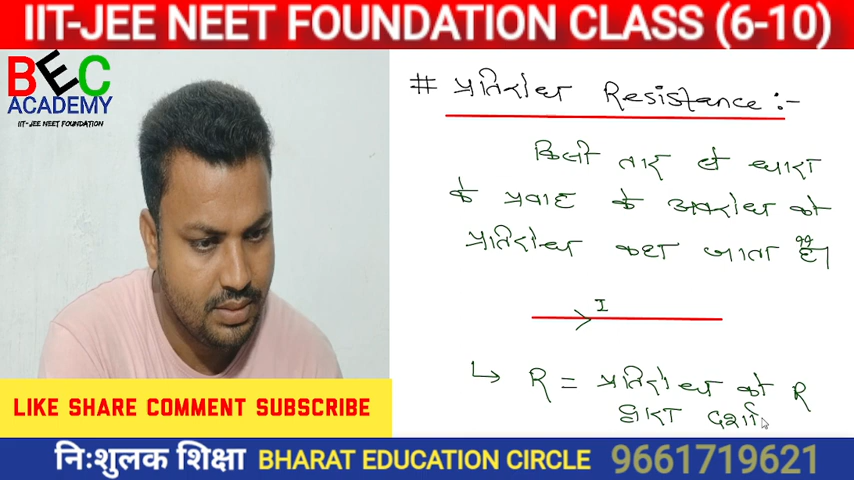 IIT-JEE NEET FOUNDATION CLASS (6-10)
BEC
ACADEMY
IIT-JEE NEET FOUNDATION
# प्रतिरोध Resistance :-
किसी तार से धारा
के प्रवाह के अवरोध को
प्रतिरोध कहा जाता है।
I
↳ R = प्रतिरोध को R
द्वारा दर्शा
LIKE SHARE COMMENT SUBSCRIBE
निःशुलक शिक्षा BHARAT EDUCATION CIRCLE 9661719621